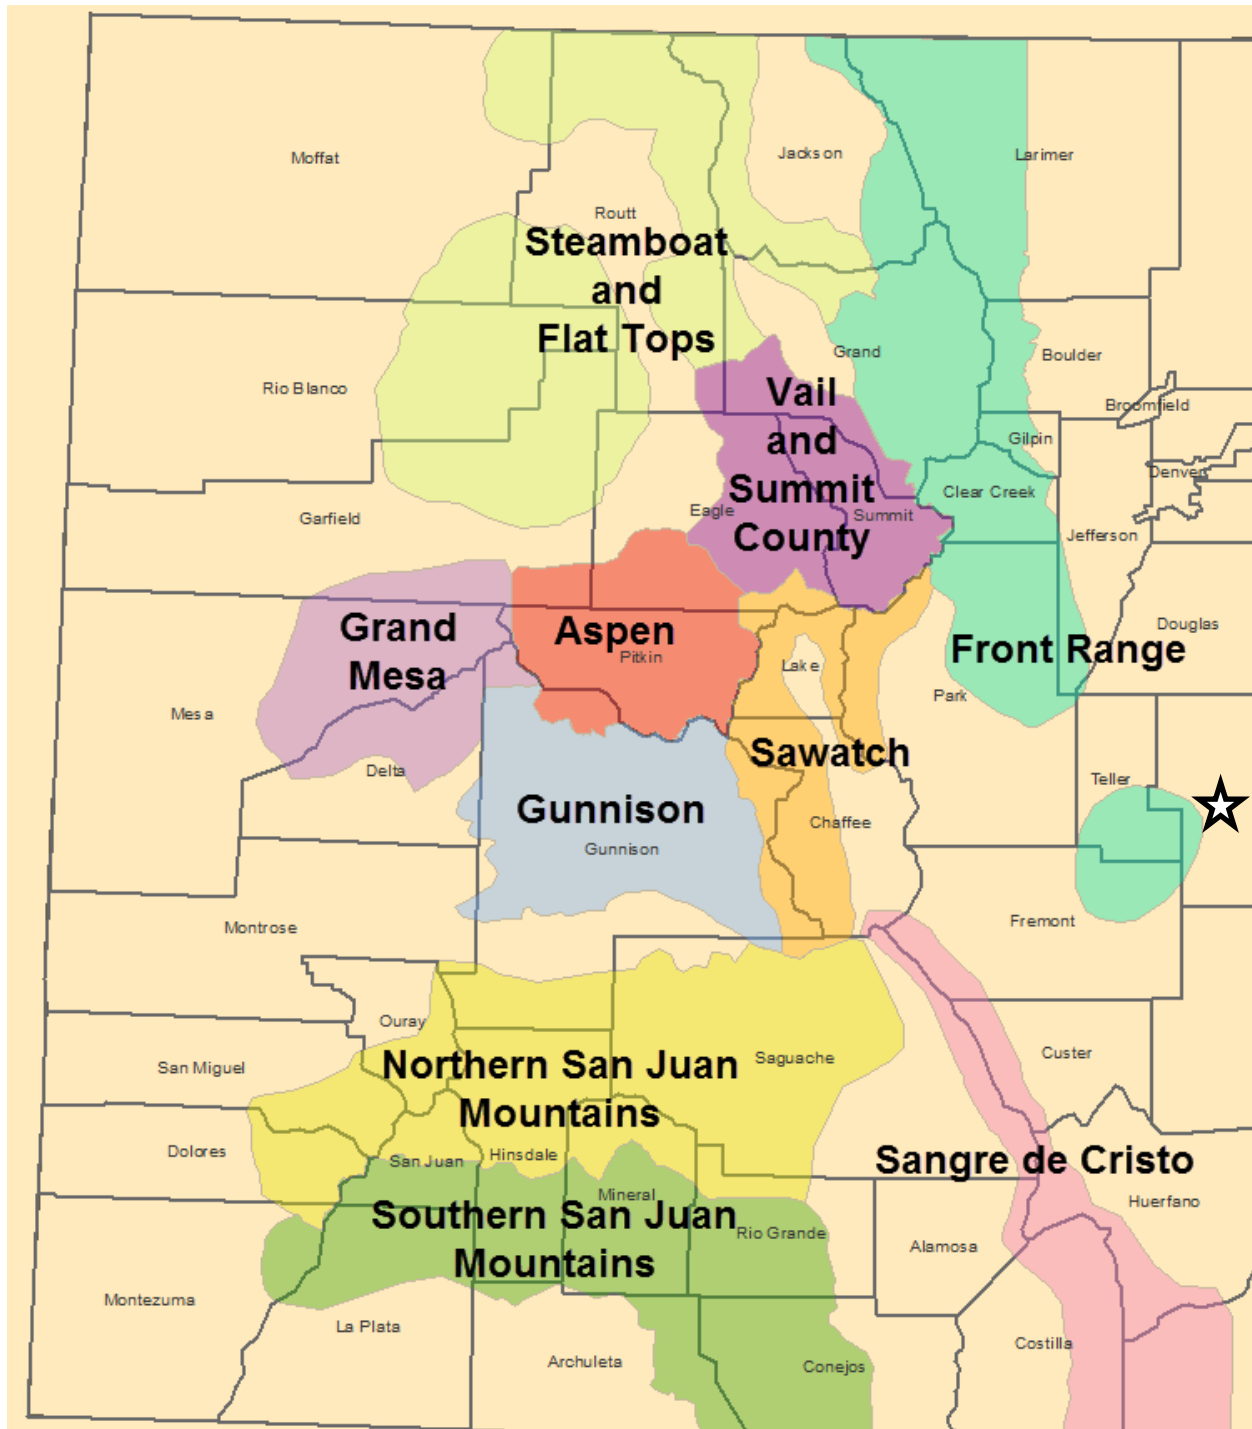 Moffat
Jackson
Larimer
Routt
Steamboat
and
Flat Tops
Rio Blanco
Grand
Boulder
Vail
and
Summit
County
Broomfield
Gilpin
Denver
Clear Creek
Eagle
Summit
Garfield
Jefferson
Grand
Mesa
Aspen
Pitkin
Lake
Front Range
Douglas
Park
Mesa
Delta
Sawatch
Teller
Gunnison
Gunnison
Chaffee
Fremont
Montrose
Ouray
Northern San Juan
Mountains
Saguache
Custer
San Miguel
Dolores
San Juan
Hinsdale
Sangre de Cristo
Mineral
Huerfano
Southern San Juan
Mountains
Rio Grande
Alamosa
Montezuma
La Plata
Archuleta
Conejos
Costilla